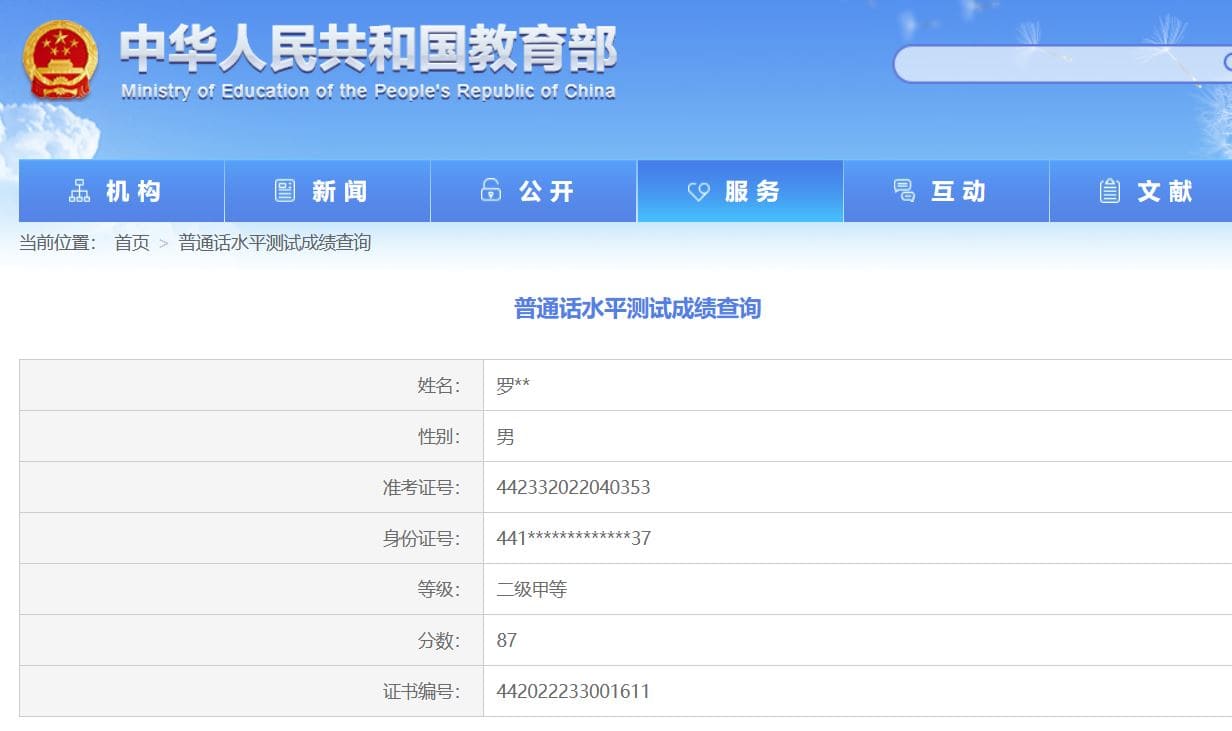 中华人民共和国教育部
Ministry of Education of the People's Republic of China
机构 新闻 公开 服务 互动 文献
当前位置： 首页 > 普通话水平测试成绩查询
普通话水平测试成绩查询
姓名： 罗**
性别： 男
准考证号： 442332022040353
身份证号： 441*************37
等级： 二级甲等
分数： 87
证书编号： 442022233001611